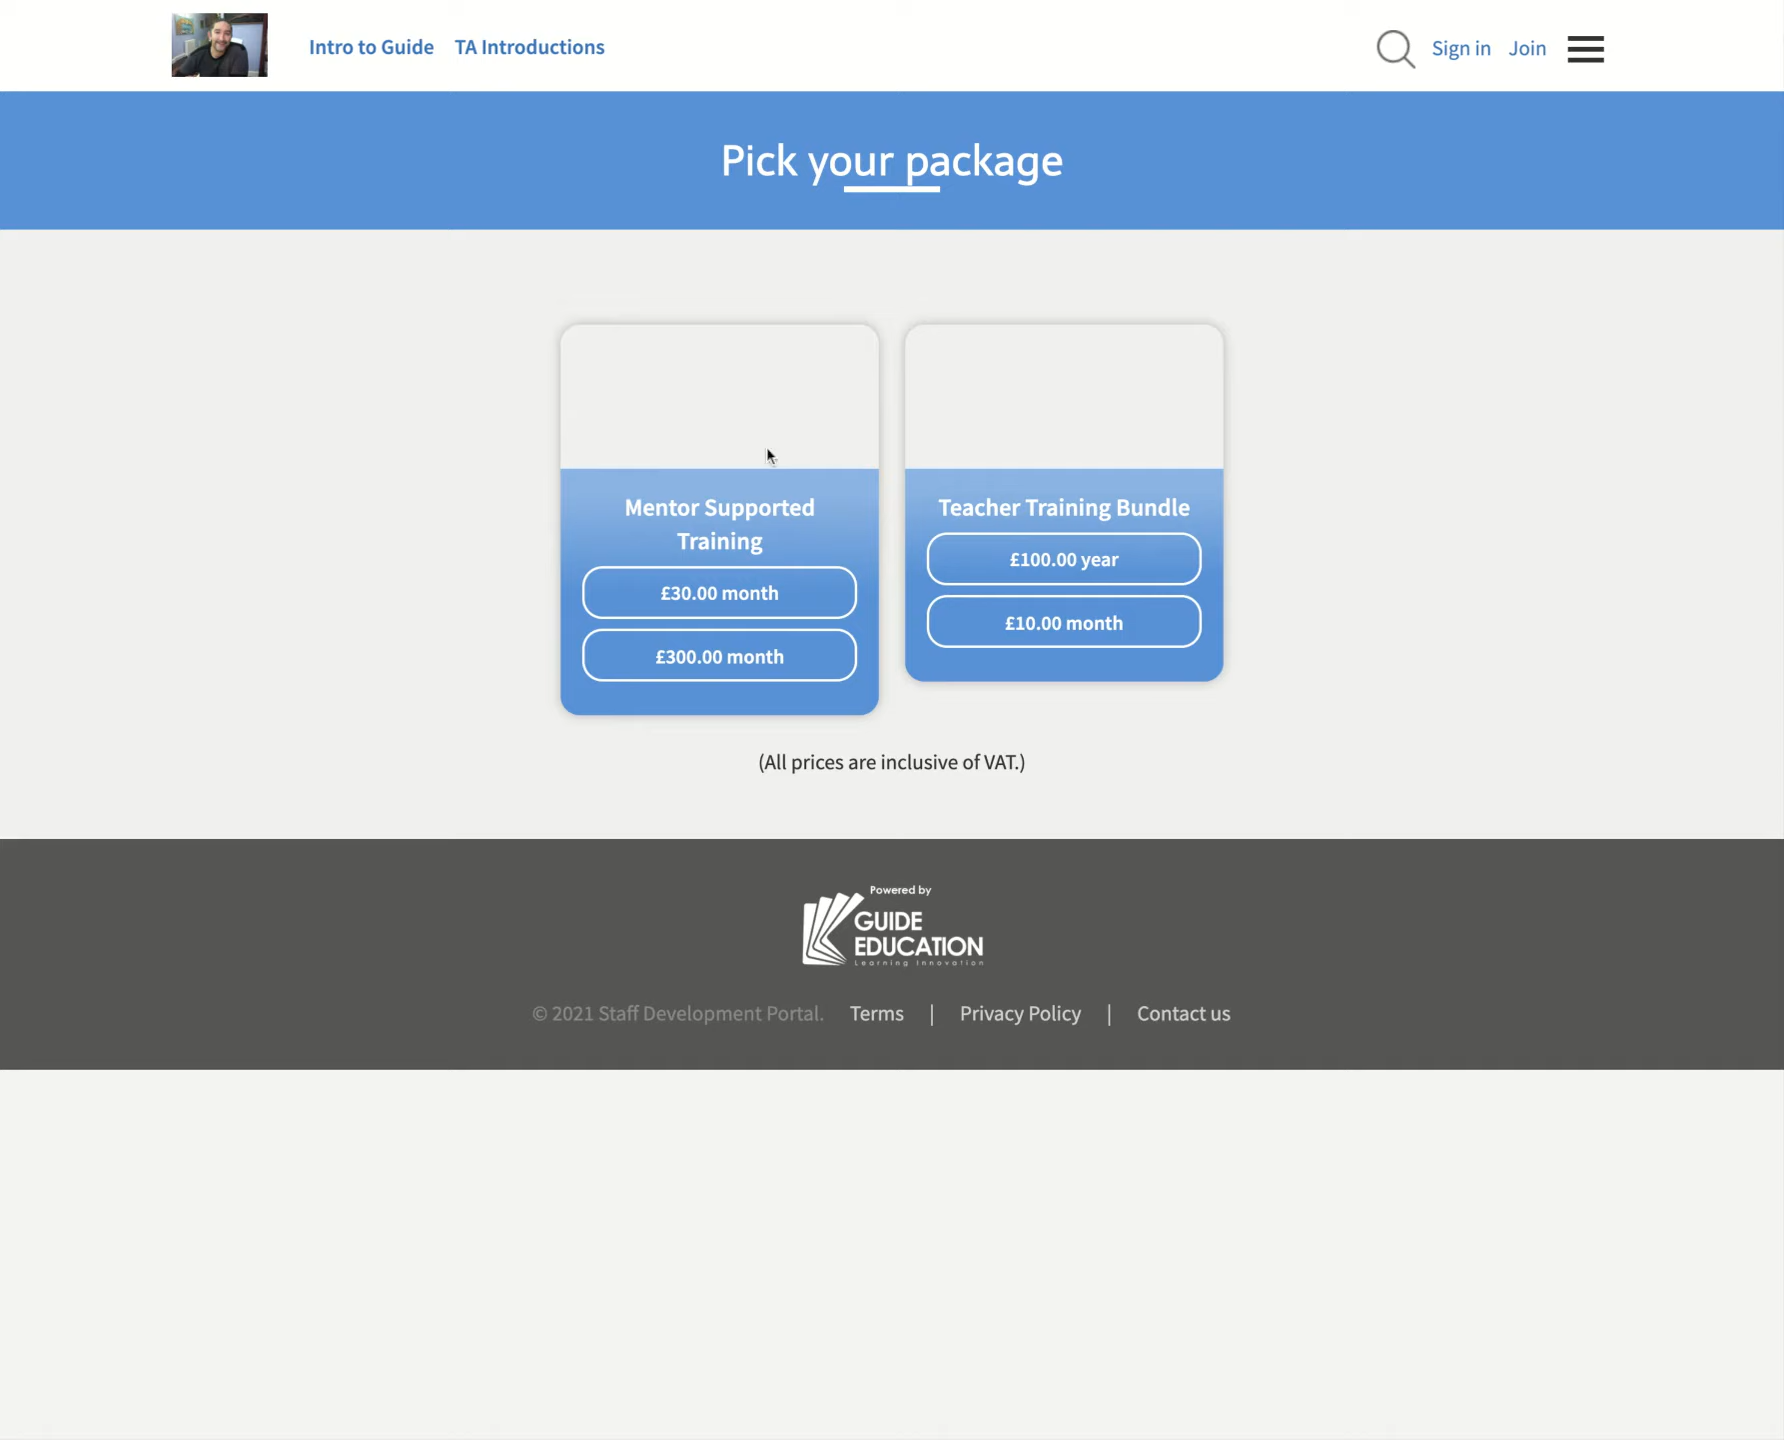 Intro to Guide TA Introductions Sign in Join
Pick your package
Mentor Supported
Training
£30.00 month
£300.00 month
Teacher Training Bundle
£100.00 year
£10.00 month
(All prices are inclusive of VAT.)
Powered by
GUIDE
EDUCATION
Learning Innovation
© 2021 Staff Development Portal. Terms | Privacy Policy | Contact us